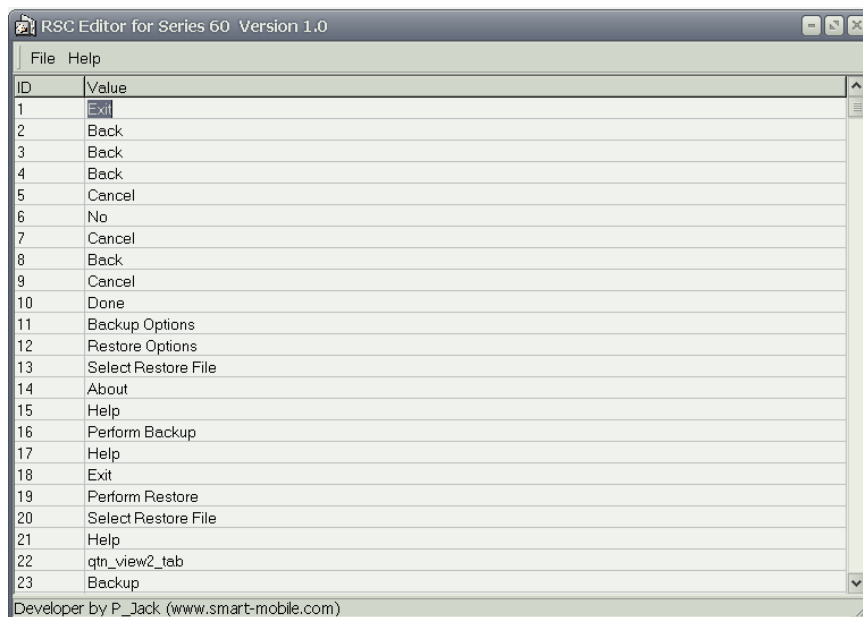 RSC Editor for Series 60 Version 1.0
File Help
ID Value
1 Exit
2 Back
3 Back
4 Back
5 Cancel
6 No
7 Cancel
8 Back
9 Cancel
10 Done
11 Backup Options
12 Restore Options
13 Select Restore File
14 About
15 Help
16 Perform Backup
17 Help
18 Exit
19 Perform Restore
20 Select Restore File
21 Help
22 qtn_view2_tab
23 Backup
Developer by P_Jack (www.smart-mobile.com)